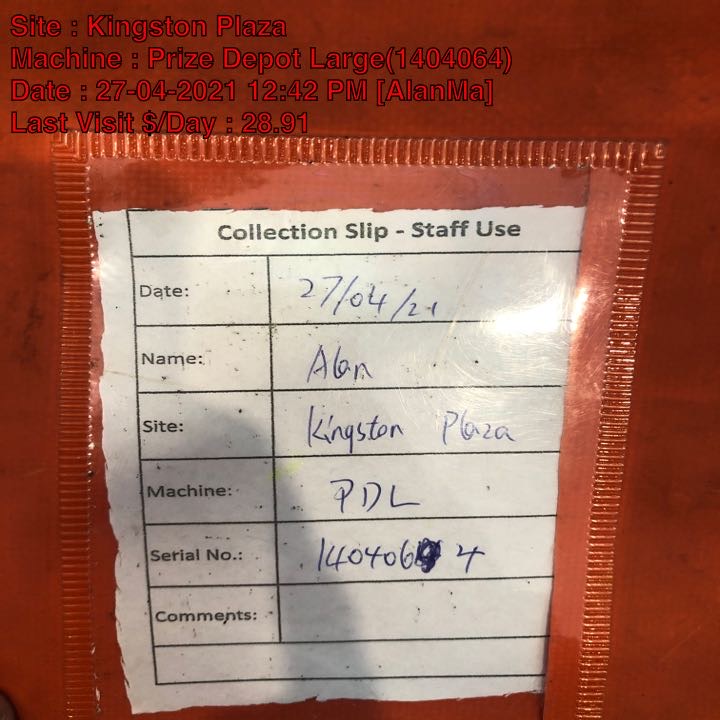 Site : Kingston Plaza
Machine : Prize Depot Large(1404064)
Date : 27-04-2021 12:42 PM [AlanMa]
Last Visit $/Day : 28.91
Collection Slip - Staff Use
Date: 27/04/21
Name: Alan
Site: Kingston Plaza
Machine: PDL
Serial No.: 140406 4
Comments: